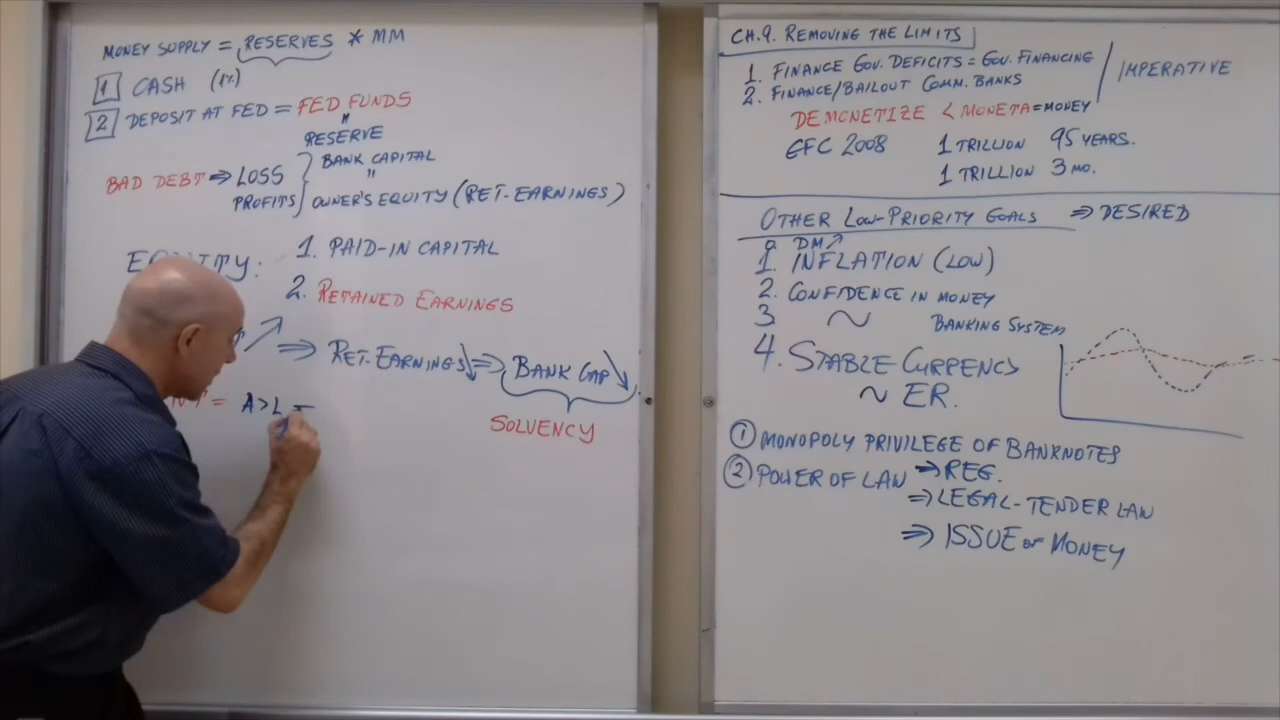 MONEY SUPPLY = RESERVES * MM
1 CASH (1%)
2 DEPOSIT AT FED = FED FUNDS
"
RESERVE
BAD DEBT ⇒ LOSS } BANK CAPITAL
"
PROFITS } OWNER'S EQUITY (RET. EARNINGS)
EQUITY: 1. PAID-IN CAPITAL
2. RETAINED EARNINGS
⇒ RET. EARNINGS ↓ ⇒ BANK CAP ↓
= A > L =
SOLVENCY
CH.9. REMOVING THE LIMITS
1. FINANCE GOV. DEFICITS = GOV. FINANCING
2. FINANCE/BAILOUT COMM. BANKS / IMPERATIVE
DEMONETIZE < MONETA = MONEY
GFC 2008 1 TRILLION 95 YEARS.
1 TRILLION 3 MO.
OTHER LOW-PRIORITY GOALS ⇒ DESIRED
0. DM ↗
1. INFLATION (LOW)
2. CONFIDENCE IN MONEY
3 ~ BANKING SYSTEM
4. STABLE CURRENCY
~ ER.
① MONOPOLY PRIVILEGE OF BANKNOTES
② POWER OF LAW ⇒ REG.
⇒ LEGAL-TENDER LAW
⇒ ISSUE OF MONEY